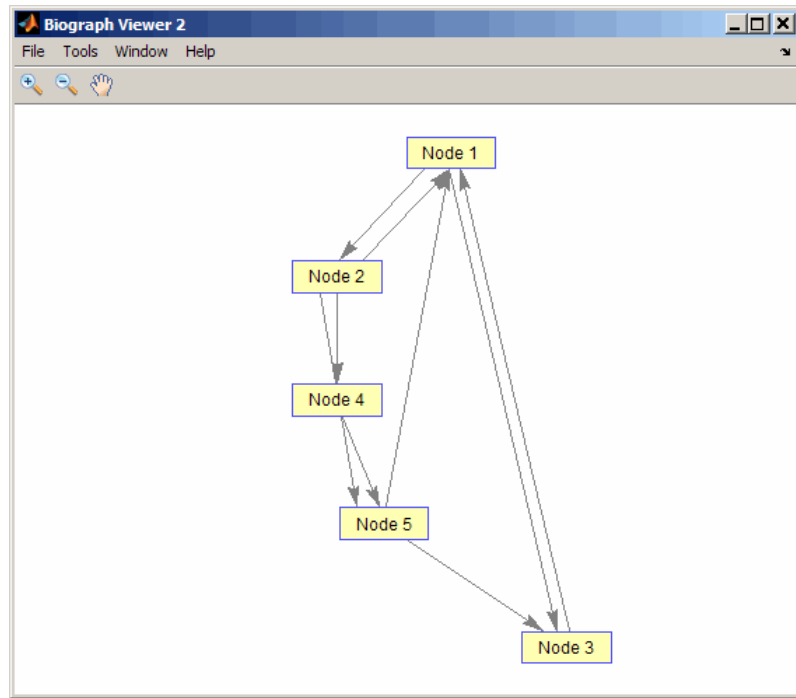 Biograph Viewer 2
File Tools Window Help
Node 1
Node 2
Node 4
Node 5
Node 3